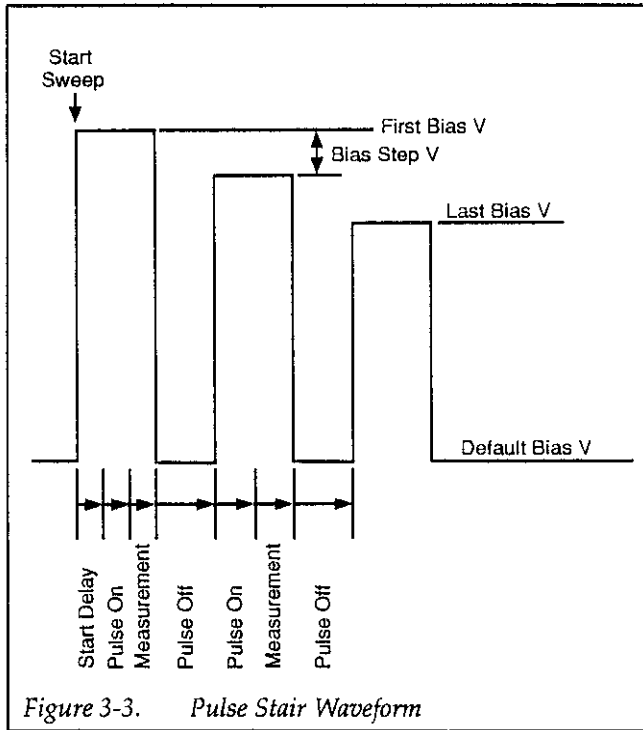 Start
Sweep
First Bias V
Bias Step V
Last Bias V
Default Bias V
Start Delay
Pulse On
Measurement
Pulse Off
Pulse On
Measurement
Pulse Off
Figure 3-3. Pulse Stair Waveform